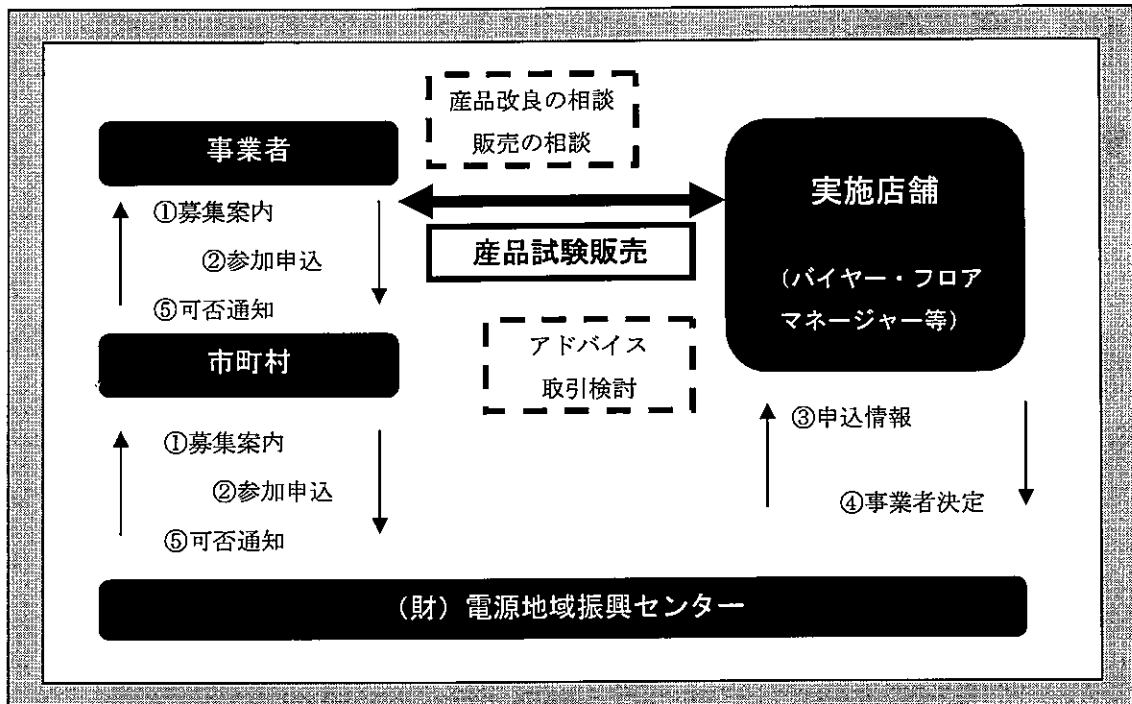 産品改良の相談
販売の相談
事業者
①募集案内
②参加申込
⑤可否通知
産品試験販売
実施店舗
（バイヤー・フロア
マネージャー等）
アドバイス
取引検討
市町村
①募集案内
②参加申込
⑤可否通知
③申込情報
④事業者決定
（財）電源地域振興センター